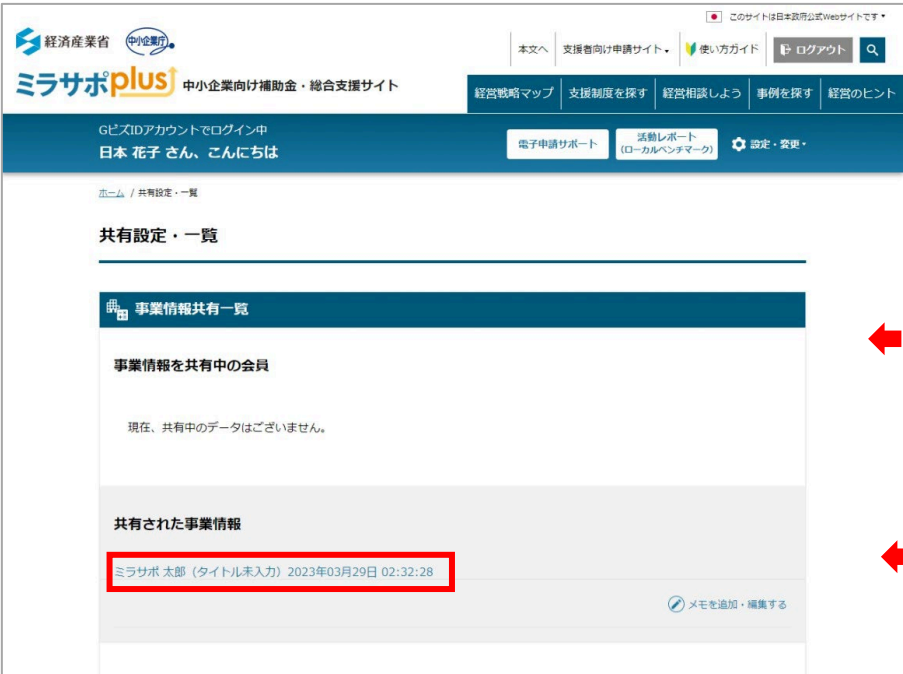 このサイトは日本政府公式Webサイトです
経済産業省 中小企業庁
本文へ 支援者向け申請サイト 使い方ガイド ログアウト
ミラサポplus 中小企業向け補助金・総合支援サイト
経営戦略マップ 支援制度を探す 経営相談しよう 事例を探す 経営のヒント
GビズIDアカウントでログイン中
日本 花子 さん、こんにちは
電子申請サポート
活動レポート
(ローカルベンチマーク)
設定・変更
ホーム / 共有設定・一覧
共有設定・一覧
事業情報共有一覧
事業情報を共有中の会員
現在、共有中のデータはございません。
共有された事業情報
ミラサポ 太郎（タイトル未入力）2023年03月29日 02:32:28
メモを追加・編集する